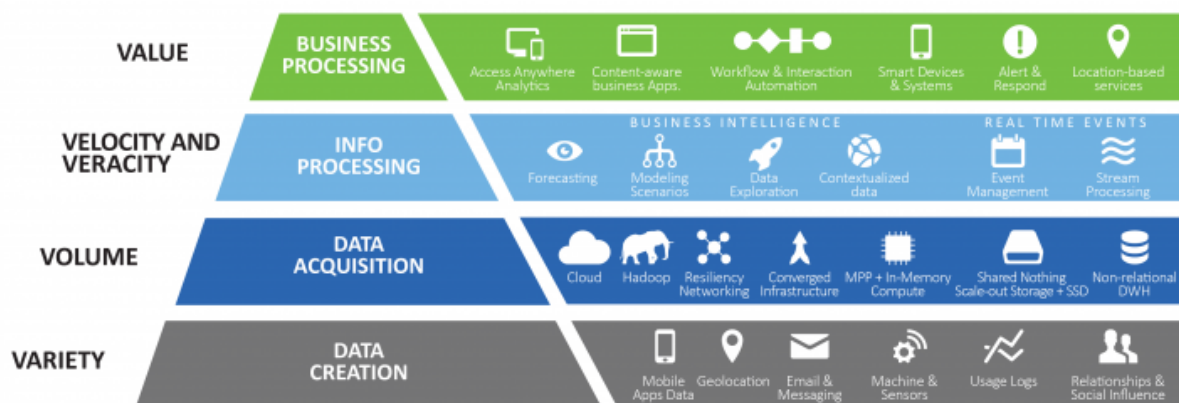 VALUE
BUSINESS
PROCESSING
Access Anywhere
Analytics
Content-aware
business Apps.
Workflow & Interaction
Automation
Smart Devices
& Systems
Alert &
Respond
Location-based
services
VELOCITY AND
VERACITY
INFO
PROCESSING
BUSINESS INTELLIGENCE
REAL TIME EVENTS
Forecasting
Modeling
Scenarios
Data
Exploration
Contextualized
data
Event
Management
Stream
Processing
VOLUME
DATA
ACQUISITION
Cloud
Hadoop
Resiliency
Networking
Converged
Infrastructure
MPP + In-Memory
Compute
Shared Nothing
Scale-out Storage + SSD
Non-relational
DWH
VARIETY
DATA
CREATION
Mobile
Apps Data
Geolocation
Email &
Messaging
Machine &
Sensors
Usage Logs
Relationships &
Social Influence